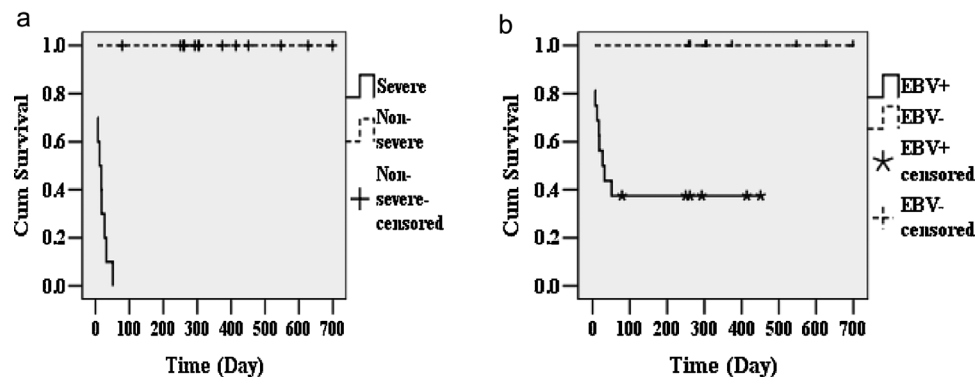 a
Cum Survival
1.0
0.8
0.6
0.4
0.2
0.0
0 100 200 300 400 500 600 700
Time (Day)
Severe
Non-
severe
Non-
severe-
censored
b
Cum Survival
1.0
0.8
0.6
0.4
0.2
0.0
0 100 200 300 400 500 600 700
Time (Day)
EBV+
EBV-
EBV+
censored
EBV-
censored